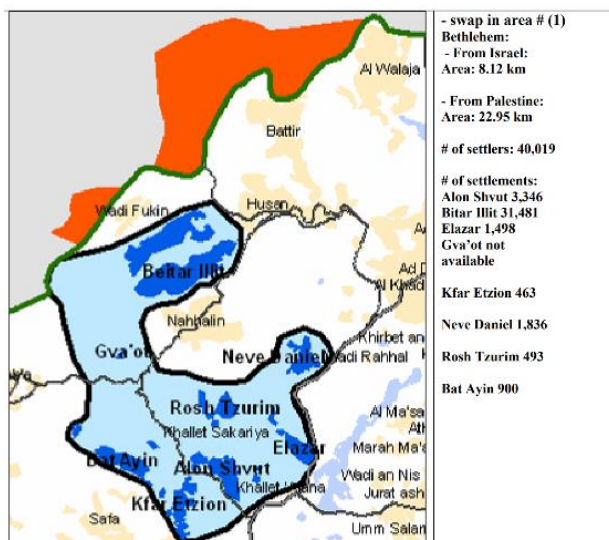 Al Walaja
Battir
Wadi Fukin
Husan
Beitar Illit
Nahhalin
Gva'ot
Neve Daniel
Wadi Rahhal
Khirbet an
Rosh Tzurim
Khallet Sakariya
Elazar
Bat Ayin
Alon Shvut
Kfar Etzion
Safa
Al Ma'sa
Marah Ma'a
Wadi an Nis
Jurat ash
Umm Salam
- swap in area # (1)
Bethlehem:
- From Israel:
Area: 8.12 km
- From Palestine:
Area: 22.95 km
# of settlers: 40,019
# of settlements:
Alon Shvut 3,346
Bitar Illit 31,481
Elazar 1,498
Gva'ot not
available
Kfar Etzion 463
Neve Daniel 1,836
Rosh Tzurim 493
Bat Ayin 900